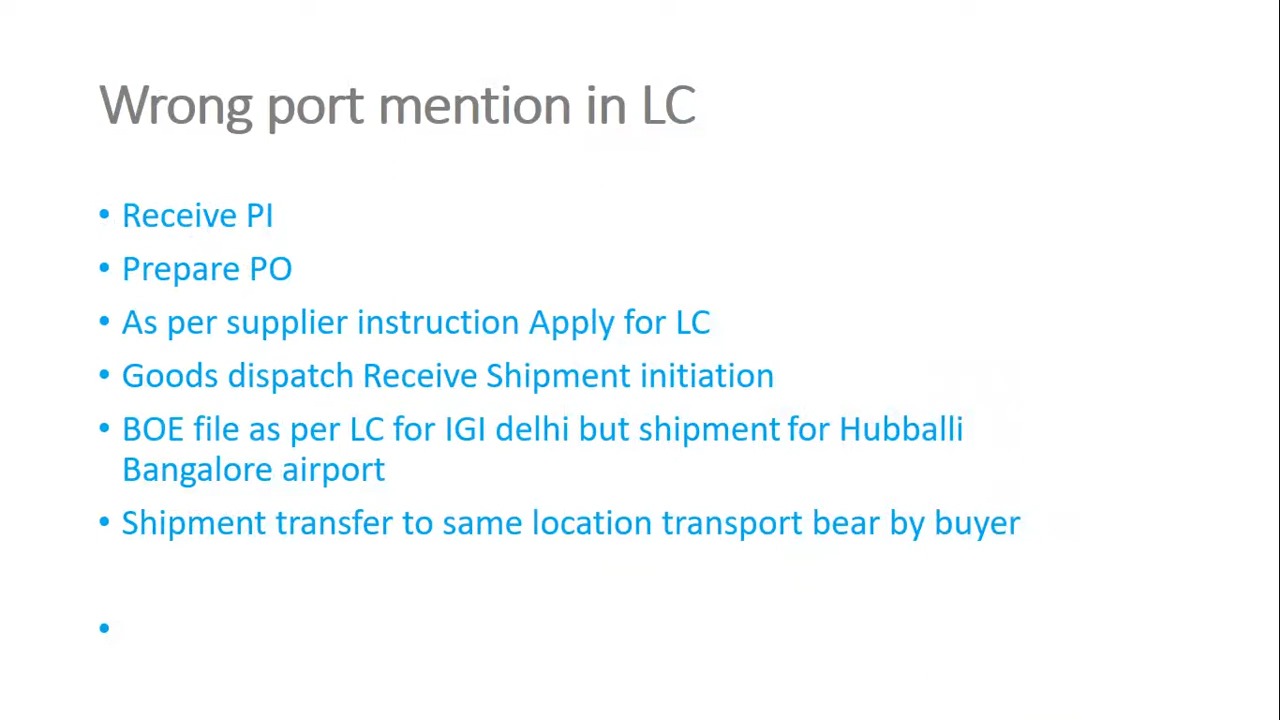 Wrong port mention in LC
• Receive PI
• Prepare PO
• As per supplier instruction Apply for LC
• Goods dispatch Receive Shipment initiation
• BOE file as per LC for IGI delhi but shipment for Hubballi
Bangalore airport
• Shipment transfer to same location transport bear by buyer
•